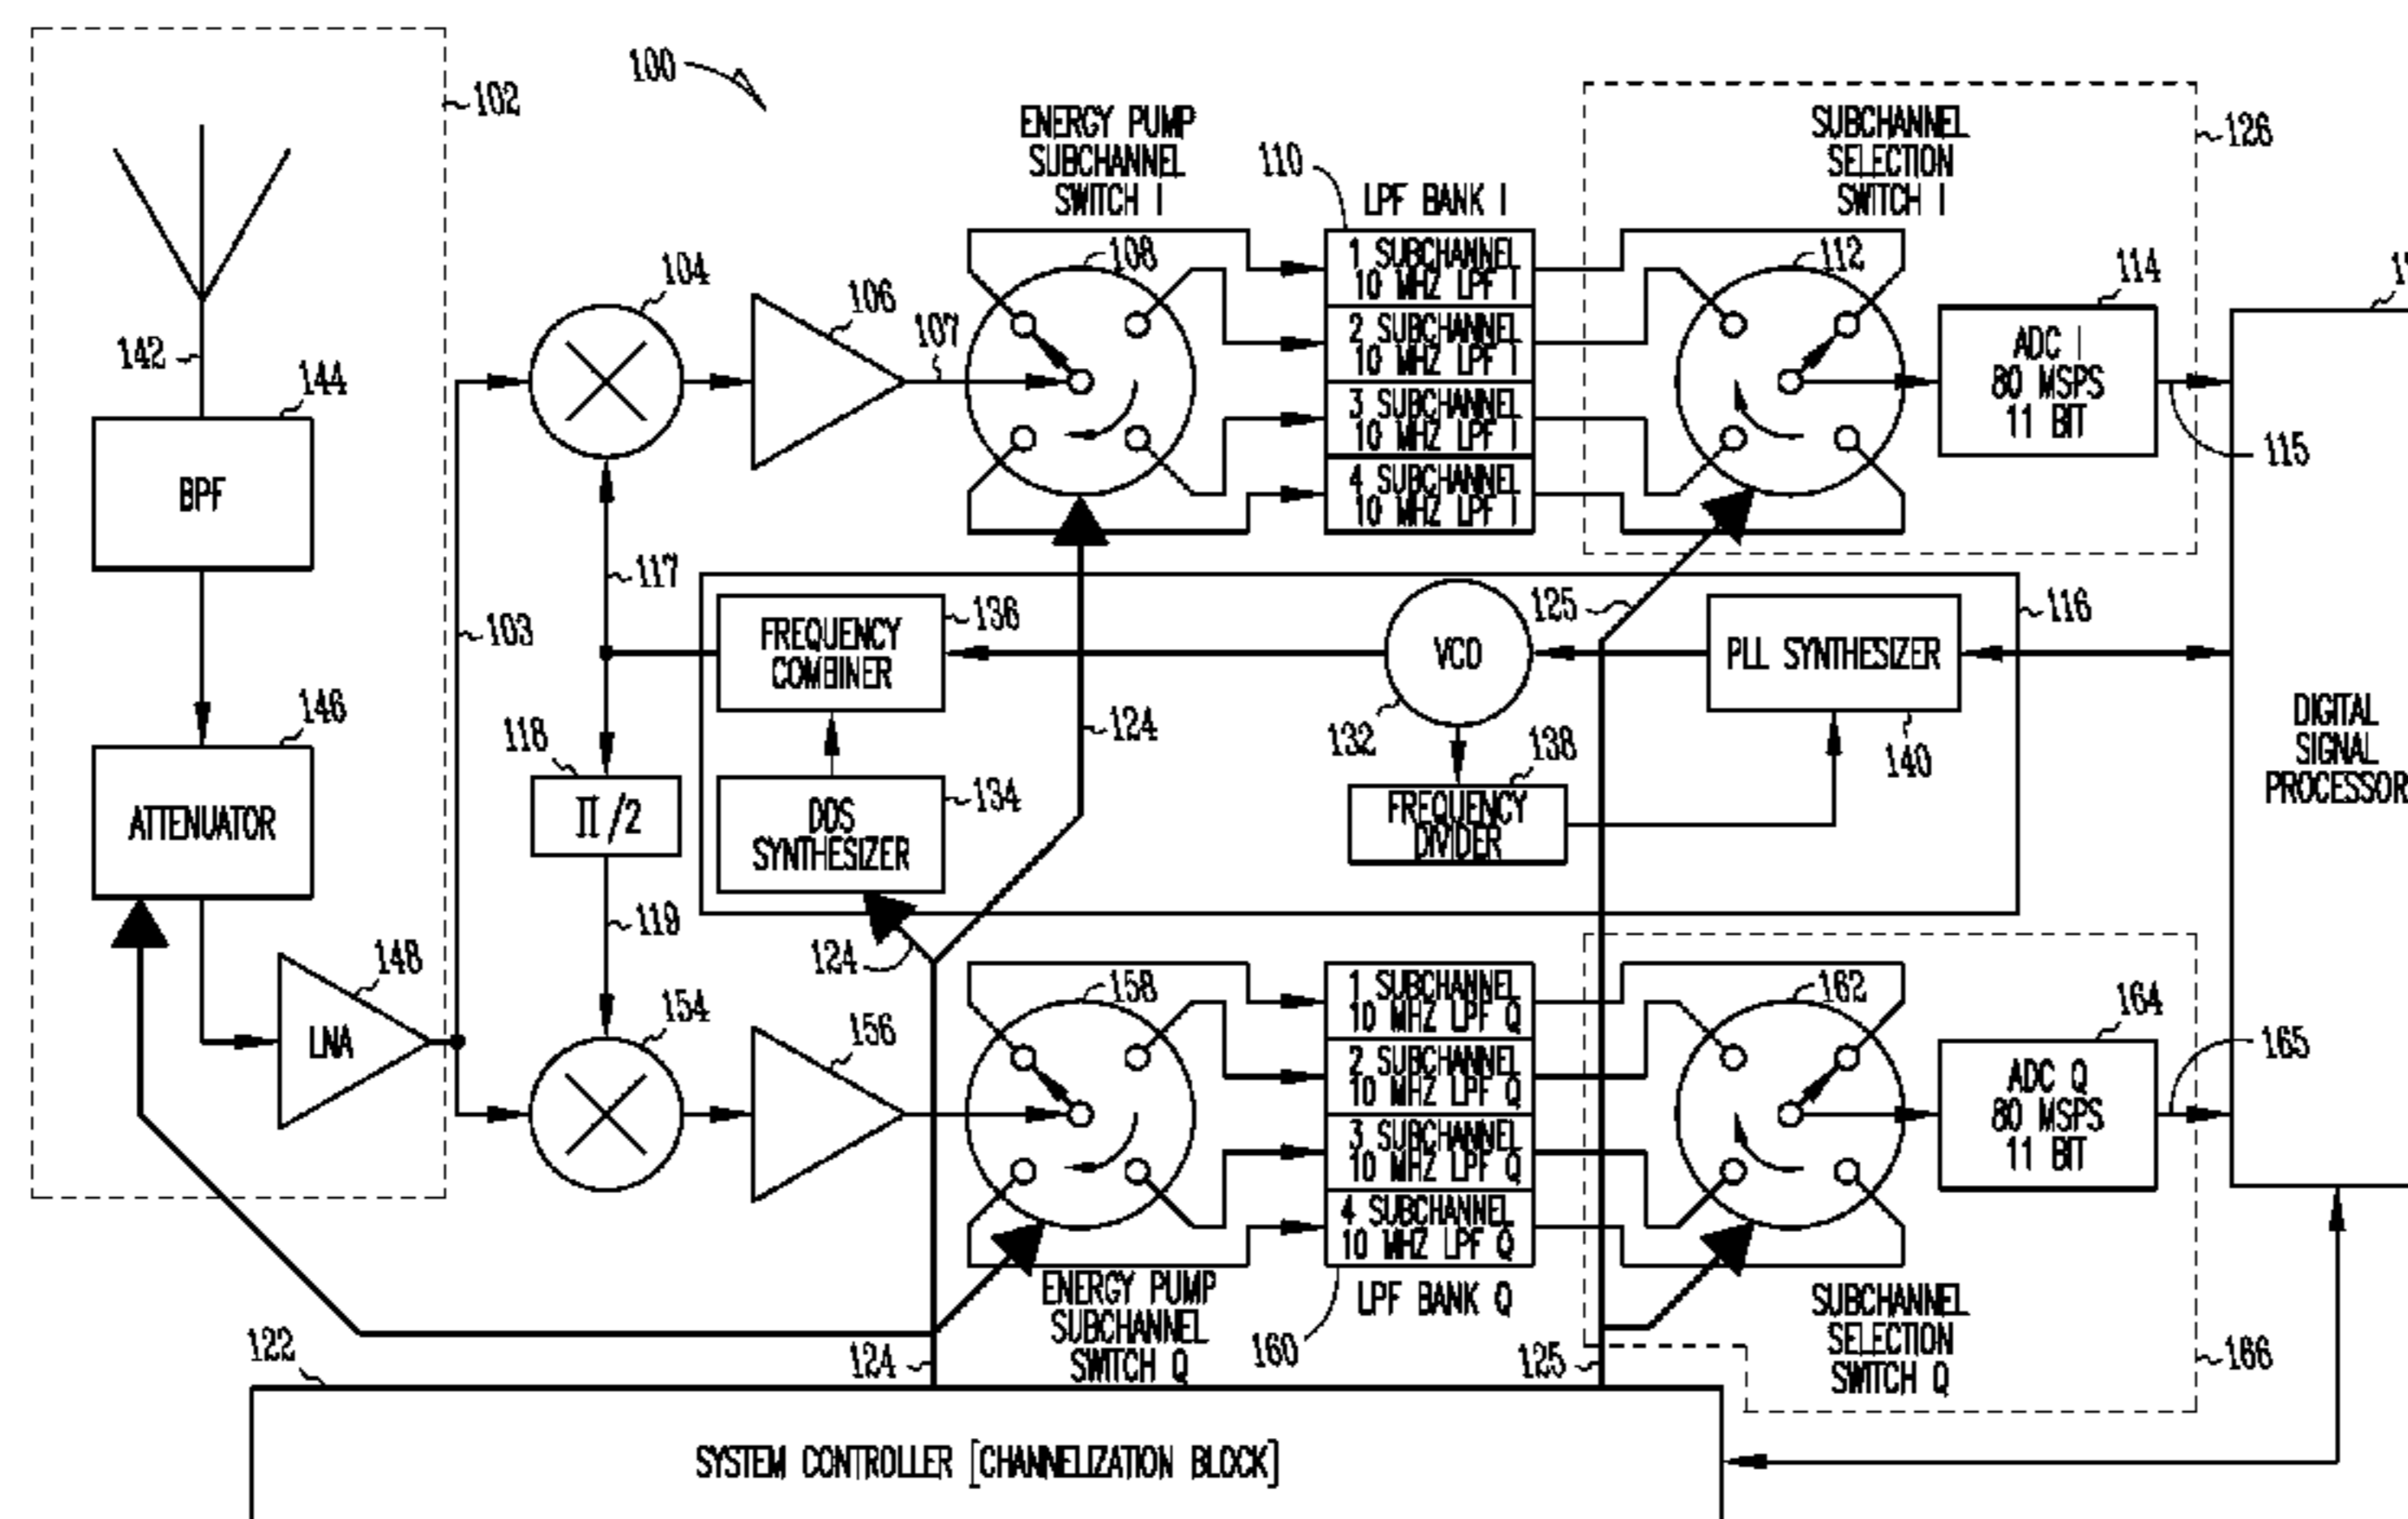 100
102
142
144
BPF
146
ATTENUATOR
148
LNA
103
104
106
107
117
118
II/2
119
154
156
ENERGY PUMP
SUBCHANNEL
SWITCH I
108
110
LPF BANK I
1 SUBCHANNEL
10 MHZ LPF I
2 SUBCHANNEL
10 MHZ LPF I
3 SUBCHANNEL
10 MHZ LPF I
4 SUBCHANNEL
10 MHZ LPF I
SUBCHANNEL
SELECTION
SWITCH I
112
126
114
ADC I
80 MSPS
11 BIT
115
116
136
FREQUENCY
COMBINER
134
DDS
SYNTHESIZER
124
124
VCO
132
138
FREQUENCY
DIVIDER
125
PLL SYNTHESIZER
140
DIGITAL
SIGNAL
PROCESSOR
158
1 SUBCHANNEL
10 MHZ LPF Q
2 SUBCHANNEL
10 MHZ LPF Q
3 SUBCHANNEL
10 MHZ LPF Q
4 SUBCHANNEL
10 MHZ LPF Q
160
LPF BANK Q
ENERGY PUMP
SUBCHANNEL
SWITCH Q
162
164
ADC Q
80 MSPS
11 BIT
165
SUBCHANNEL
SELECTION
SWITCH Q
166
122
124
125
SYSTEM CONTROLLER [CHANNELIZATION BLOCK]